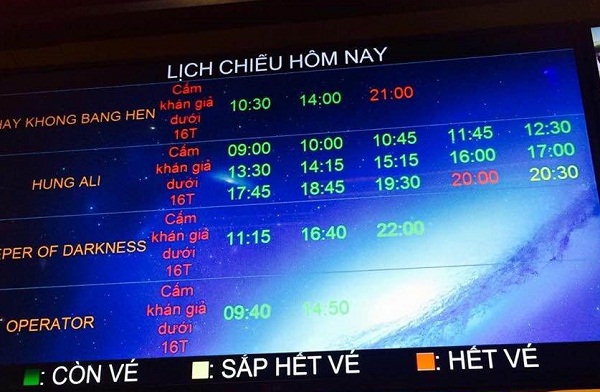 LỊCH CHIẾU HÔM NAY
HAY KHONG BANG HEN
Cấm khán giả dưới 16T
10:30 14:00 21:00
HUNG ALI
Cấm khán giả dưới 16T
09:00 10:00 10:45 11:45 12:30
13:30 14:15 15:15 16:00 17:00
17:45 18:45 19:30 20:00 20:30
EPER OF DARKNESS
Cấm khán giả dưới 16T
11:15 16:40 22:00
T OPERATOR
Cấm khán giả dưới 16T
09:40 14:50
: CÒN VÉ : SẮP HẾT VÉ : HẾT VÉ